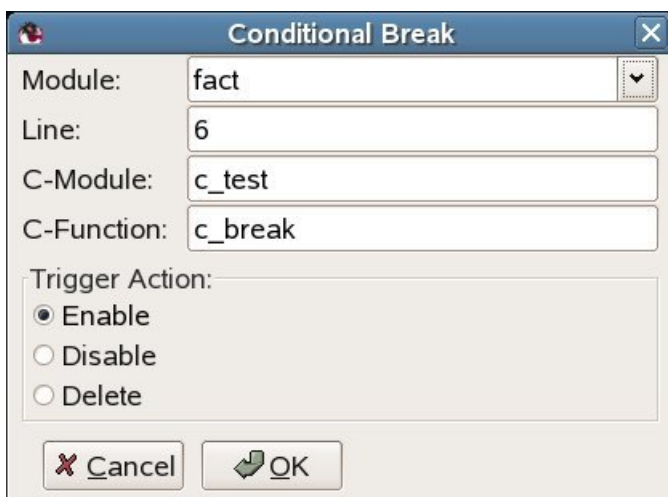 Conditional Break
Module: fact
Line: 6
C-Module: c_test
C-Function: c_break
Trigger Action:
Enable
Disable
Delete
Cancel OK